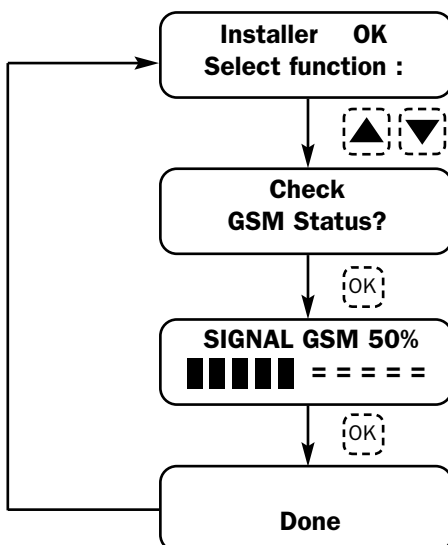 Installer OK
Select function :
Check
GSM Status?
OK
SIGNAL GSM 50%
= = = = =
OK
Done